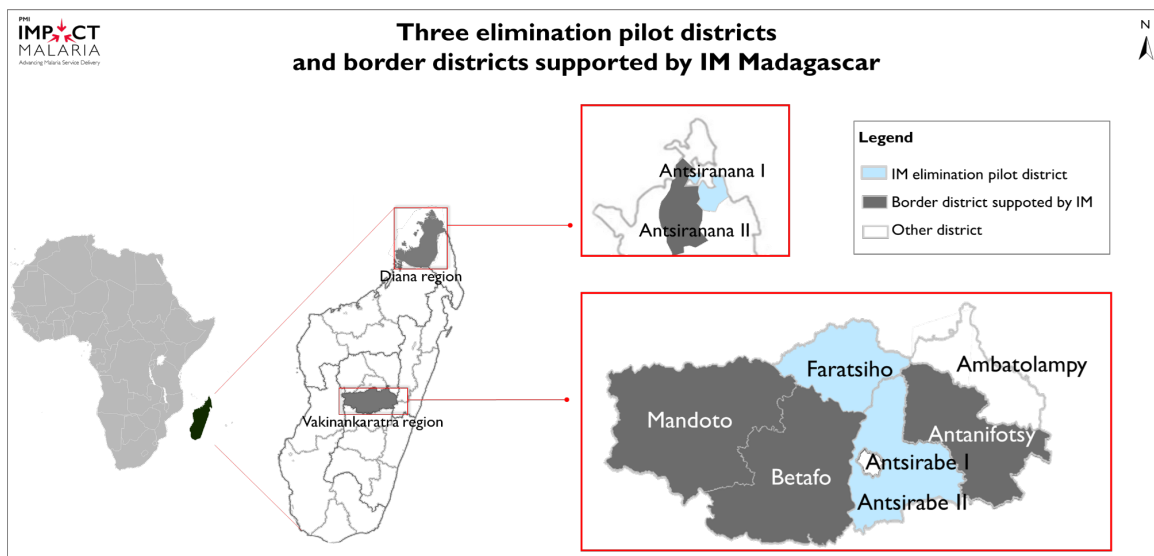 PMI
IMPACT
MALARIA
Advancing Malaria Service Delivery
Three elimination pilot districts
and border districts supported by IM Madagascar
N
Legend
IM elimination pilot district
Border district suppoted by IM
Other district
Antsiranana I
Antsiranana II
Diana region
Vakinankaratra region
Faratsiho
Ambatolampy
Mandoto
Antanifotsy
Betafo
Antsirabe I
Antsirabe II